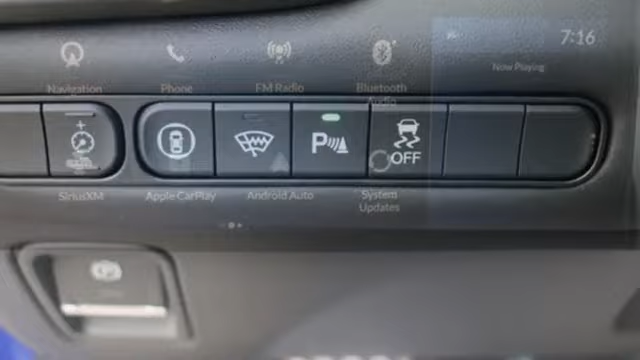 7:16
Now Playing
Navigation
Phone
FM Radio
Bluetooth
Audio
P
OFF
SiriusXM
Apple CarPlay
Android Auto
System
Updates